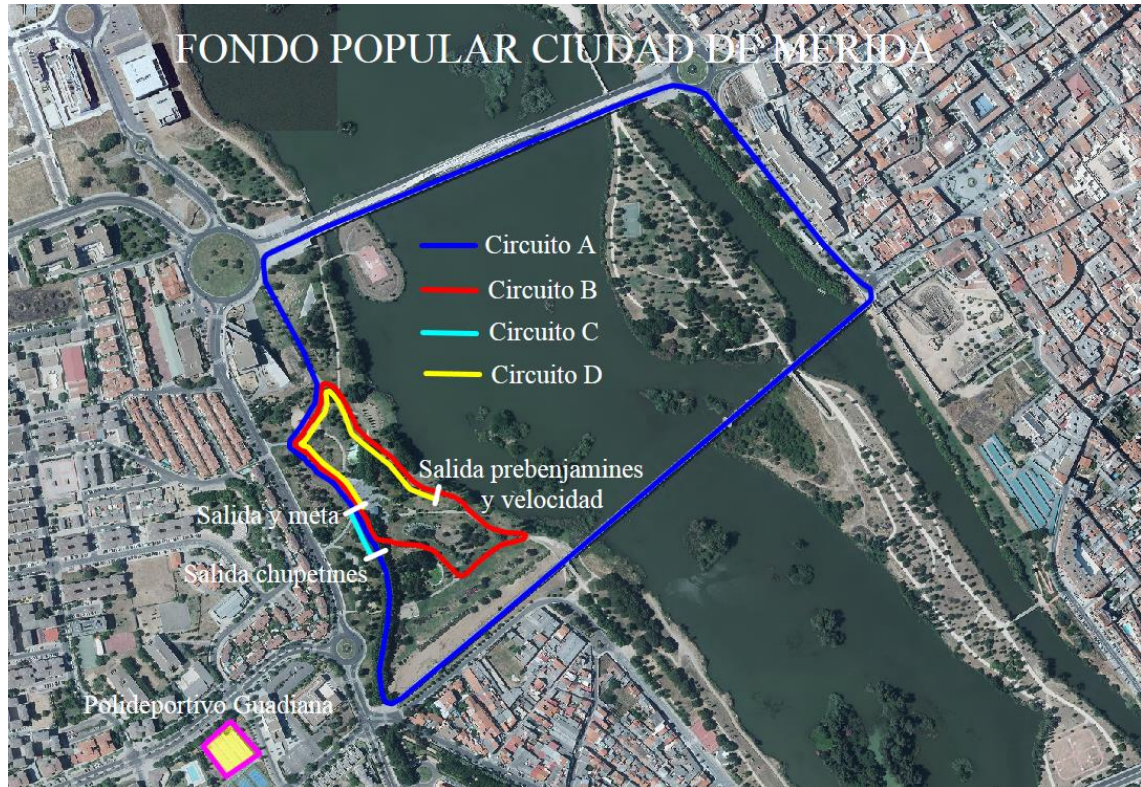 FONDO POPULAR CIUDAD DE MERIDA
Circuito A
Circuito B
Circuito C
Circuito D
Salida prebenjamines
y velocidad
Salida y meta
Salida chupetines
Polideportivo Guadiana